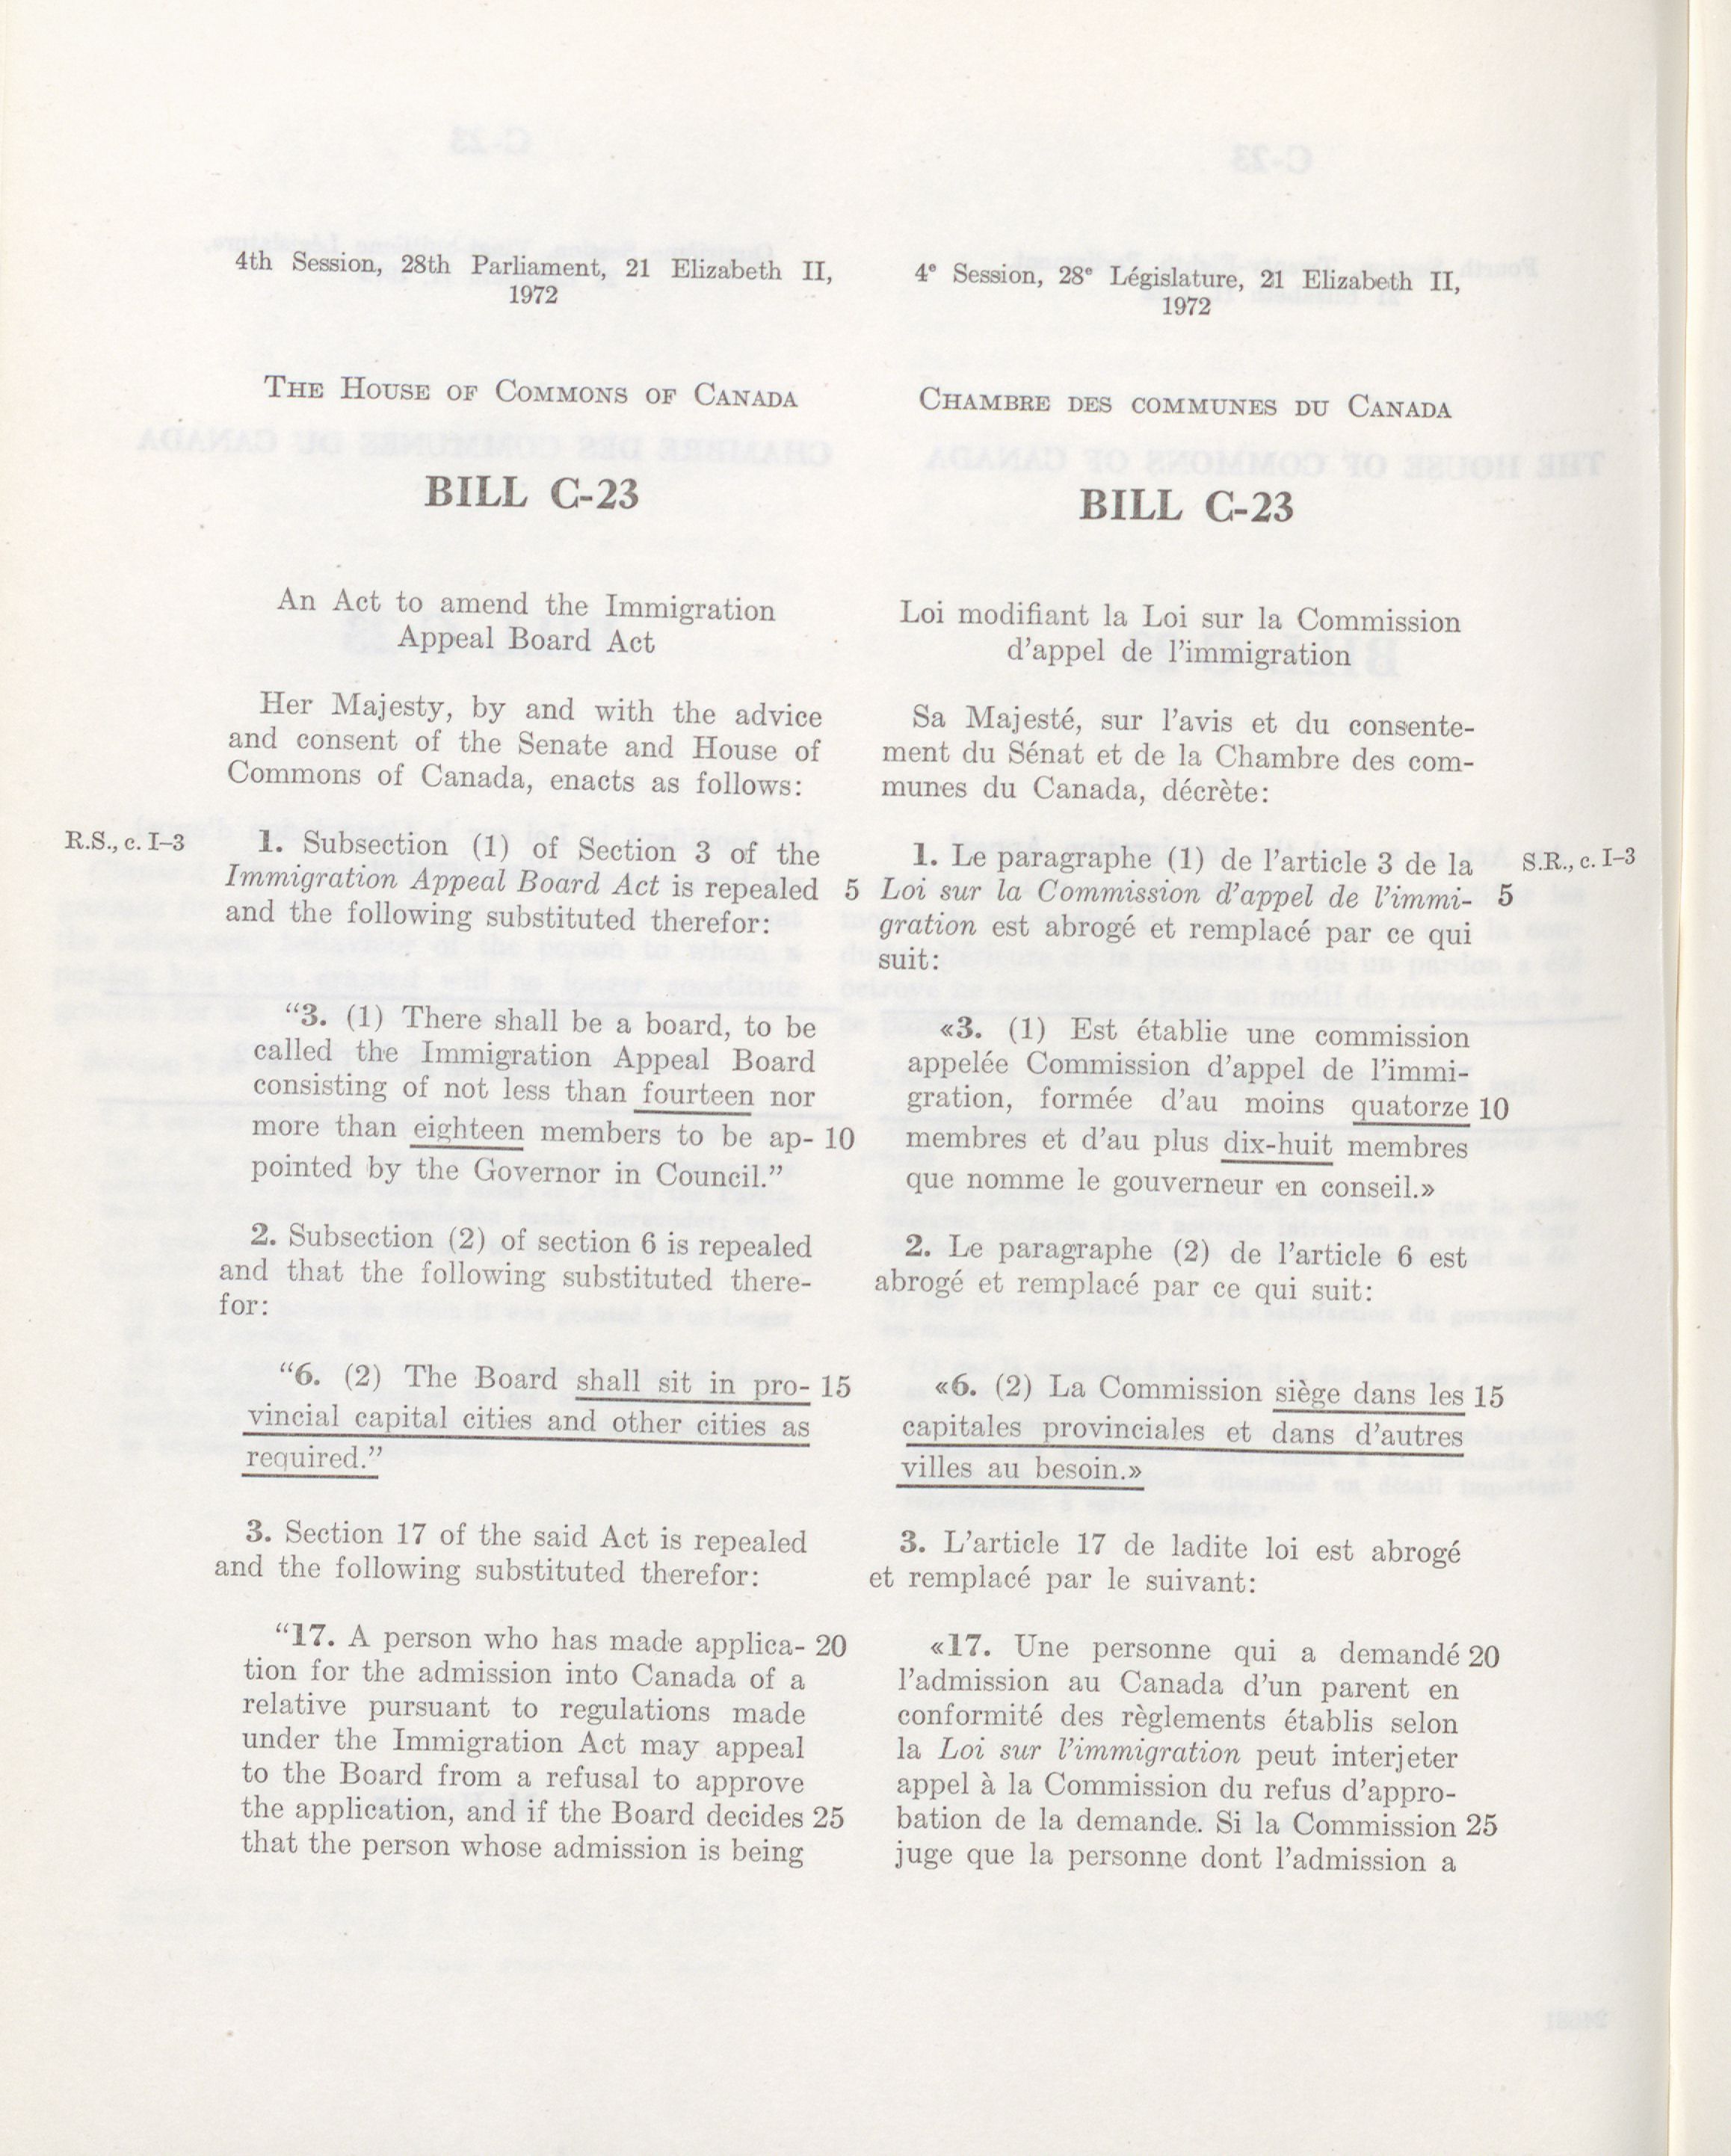 4th Session, 28th Parliament, 21 Elizabeth II,
1972
THE HOUSE OF COMMONS OF CANADA
BILL C-23
An Act to amend the Immigration
Appeal Board Act
Her Majesty, by and with the advice
and consent of the Senate and House of
Commons of Canada, enacts as follows:
R.S., c. I–3
1. Subsection (1) of Section 3 of the
Immigration Appeal Board Act is repealed 5
and the following substituted therefor:
“3. (1) There shall be a board, to be
called the Immigration Appeal Board
consisting of not less than fourteen nor
more than eighteen members to be ap- 10
pointed by the Governor in Council.”
2. Subsection (2) of section 6 is repealed
and that the following substituted there-
for:
“6. (2) The Board shall sit in pro- 15
vincial capital cities and other cities as
required.”
3. Section 17 of the said Act is repealed
and the following substituted therefor:
“17. A person who has made applica- 20
tion for the admission into Canada of a
relative pursuant to regulations made
under the Immigration Act may appeal
to the Board from a refusal to approve
the application, and if the Board decides 25
that the person whose admission is being
4e Session, 28e Législature, 21 Elizabeth II,
1972
CHAMBRE DES COMMUNES DU CANADA
BILL C-23
Loi modifiant la Loi sur la Commission
d’appel de l’immigration
Sa Majesté, sur l’avis et du consente-
ment du Sénat et de la Chambre des com-
munes du Canada, décrète:
1. Le paragraphe (1) de l’article 3 de la
S.R., c. I–3
Loi sur la Commission d’appel de l’immi- 5
gration est abrogé et remplacé par ce qui
suit:
«3. (1) Est établie une commission
appelée Commission d’appel de l’immi-
gration, formée d’au moins quatorze 10
membres et d’au plus dix-huit membres
que nomme le gouverneur en conseil.»
2. Le paragraphe (2) de l’article 6 est
abrogé et remplacé par ce qui suit:
«6. (2) La Commission siège dans les 15
capitales provinciales et dans d’autres
villes au besoin.»
3. L’article 17 de ladite loi est abrogé
et remplacé par le suivant:
«17. Une personne qui a demandé 20
l’admission au Canada d’un parent en
conformité des règlements établis selon
la Loi sur l’immigration peut interjeter
appel à la Commission du refus d’appro-
bation de la demande. Si la Commission 25
juge que la personne dont l’admission a